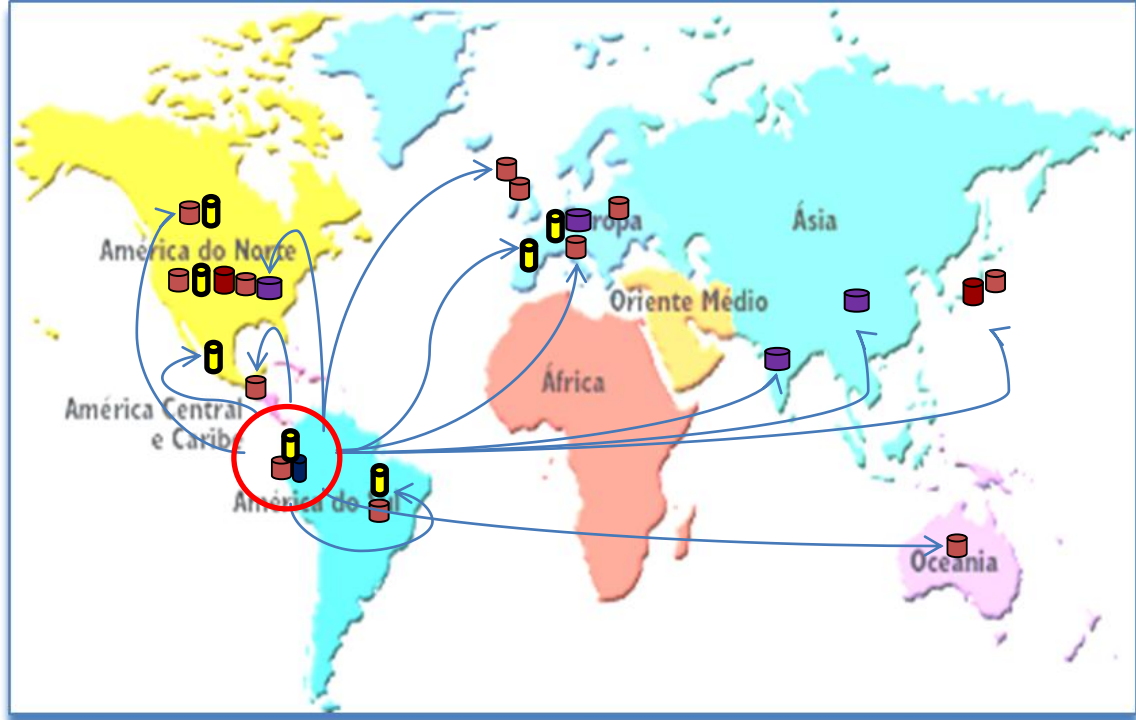 América do Norte
Europa
Ásia
Oriente Médio
África
América Central
e Caribe
América do Sul
Oceania